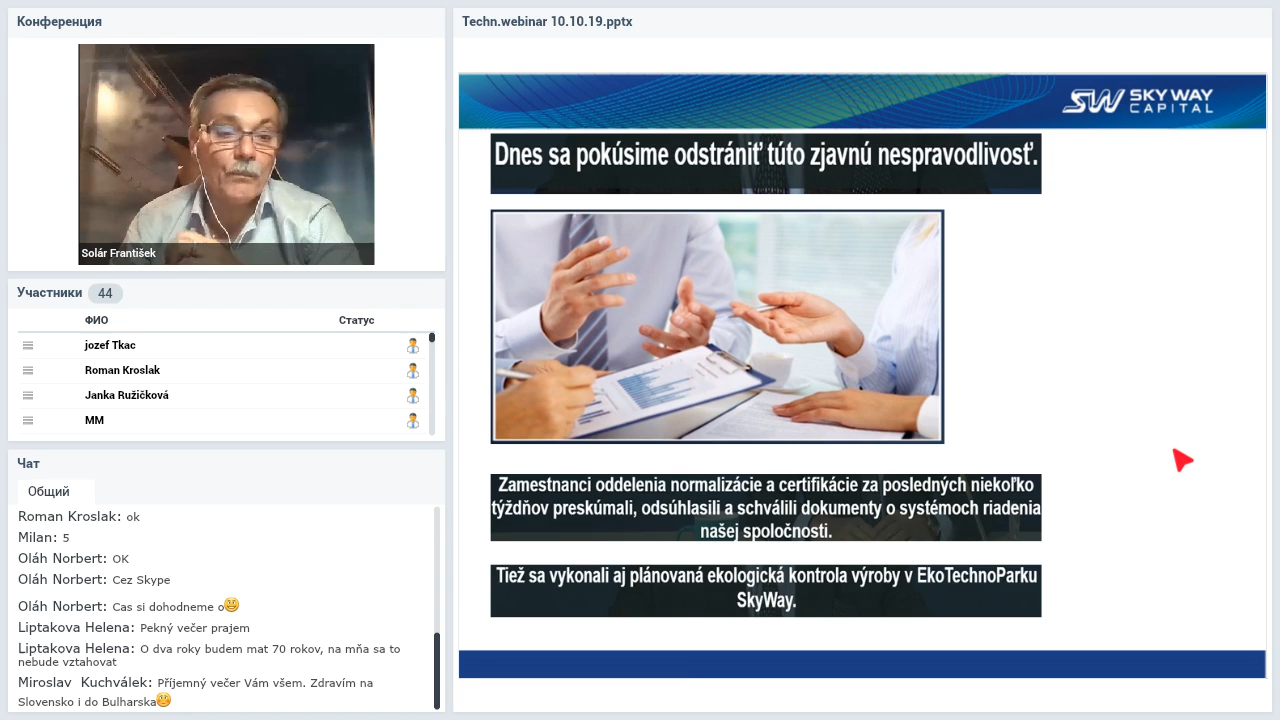 Конференция
Solár František
Участники 44
ФИО Статус
jozef Tkac
Roman Kroslak
Janka Ružičková
MM
Чат
Общий
Roman Kroslak: ok
Milan: 5
Oláh Norbert: OK
Oláh Norbert: Cez Skype
Oláh Norbert: Cas si dohodneme o
Liptakova Helena: Pekný večer prajem
Liptakova Helena: O dva roky budem mat 70 rokov, na mňa sa to
nebude vztahovat
Miroslav Kuchválek: Příjemný večer Vám všem. Zdravím na
Slovensko i do Bulharska
Techn.webinar 10.10.19.pptx
SW SKY WAY
CAPITAL
Dnes sa pokúsime odstrániť túto zjavnú nespravodlivosť.
Zamestnanci oddelenia normalizácie a certifikácie za posledných niekoľko
týždňov preskúmali, odsúhlasili a schválili dokumenty o systémoch riadenia
našej spoločnosti.
Tiež sa vykonali aj plánovaná ekologická kontrola výroby v EkoTechnoParku
SkyWay.